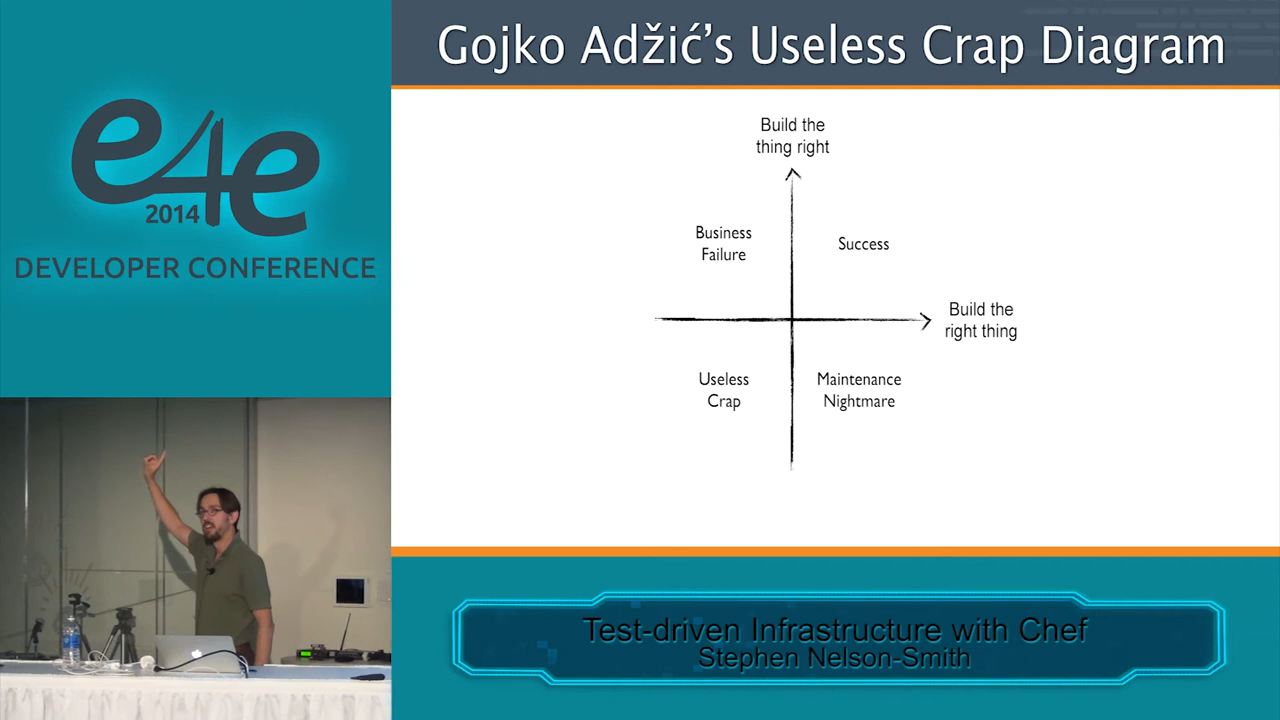 e4e
2014
DEVELOPER CONFERENCE
Gojko Adžić’s Useless Crap Diagram
Build the
thing right
Business
Failure
Success
Build the
right thing
Useless
Crap
Maintenance
Nightmare
Test-driven Infrastructure with Chef
Stephen Nelson-Smith